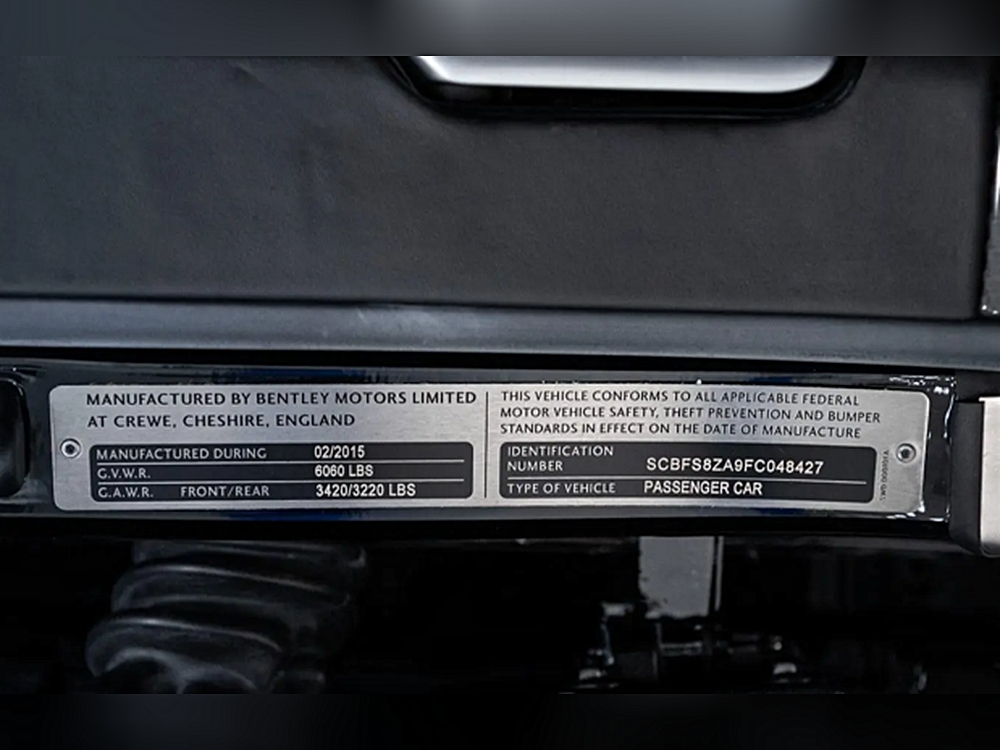 MANUFACTURED BY BENTLEY MOTORS LIMITED
AT CREWE, CHESHIRE, ENGLAND
MANUFACTURED DURING 02/2015
G.V.W.R. 6060 LBS
G.A.W.R. FRONT/REAR 3420/3220 LBS
THIS VEHICLE CONFORMS TO ALL APPLICABLE FEDERAL
MOTOR VEHICLE SAFETY, THEFT PREVENTION AND BUMPER
STANDARDS IN EFFECT ON THE DATE OF MANUFACTURE
IDENTIFICATION
NUMBER SCBFS8ZA9FC048427
TYPE OF VEHICLE PASSENGER CAR